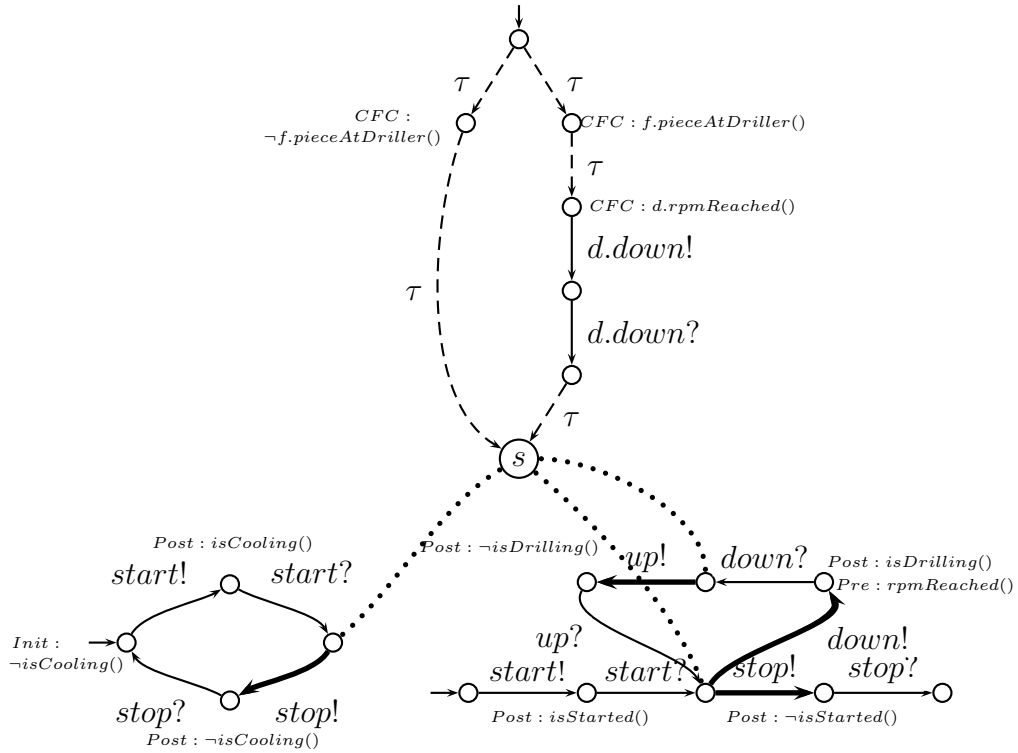 τ
τ
CFC :
¬f.pieceAtDriller()
CFC : f.pieceAtDriller()
τ
CFC : d.rpmReached()
d.down!
τ
d.down?
τ
s
Post : isCooling()
start!
start?
Init :
¬isCooling()
stop?
stop!
Post : ¬isCooling()
Post : ¬isDrilling()
up!
down?
Post : isDrilling()
Pre : rpmReached()
up?
down!
start!
start?
stop!
stop?
Post : isStarted()
Post : ¬isStarted()